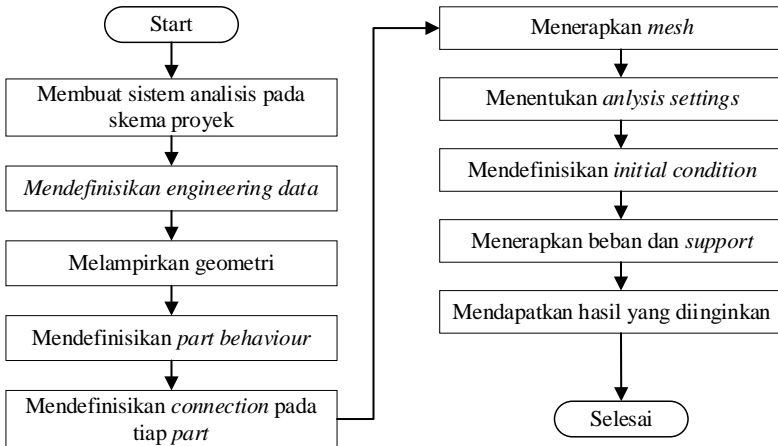 Start
Membuat sistem analisis pada
skema proyek
Mendefinisikan engineering data
Melampirkan geometri
Mendefinisikan part behaviour
Mendefinisikan connection pada
tiap part
Menerapkan mesh
Menentukan anlysis settings
Mendefinisikan initial condition
Menerapkan beban dan support
Mendapatkan hasil yang diinginkan
Selesai